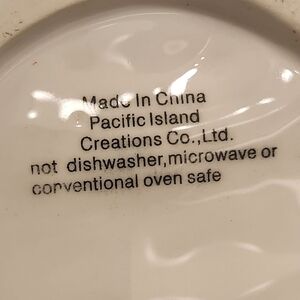 Made In China
Pacific Island
Creations Co.,Ltd.
not dishwasher,microwave or
conventional oven safe